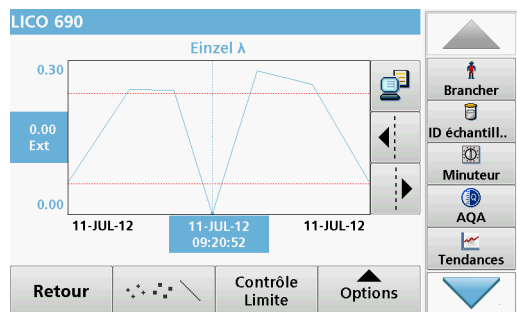 LICO 690
Einzel λ
0.30
0.00
Ext
0.00
11-JUL-12
11-JUL-12
09:20:52
11-JUL-12
Retour
Contrôle
Limite
Options
Brancher
ID échantill..
Minuteur
AQA
Tendances